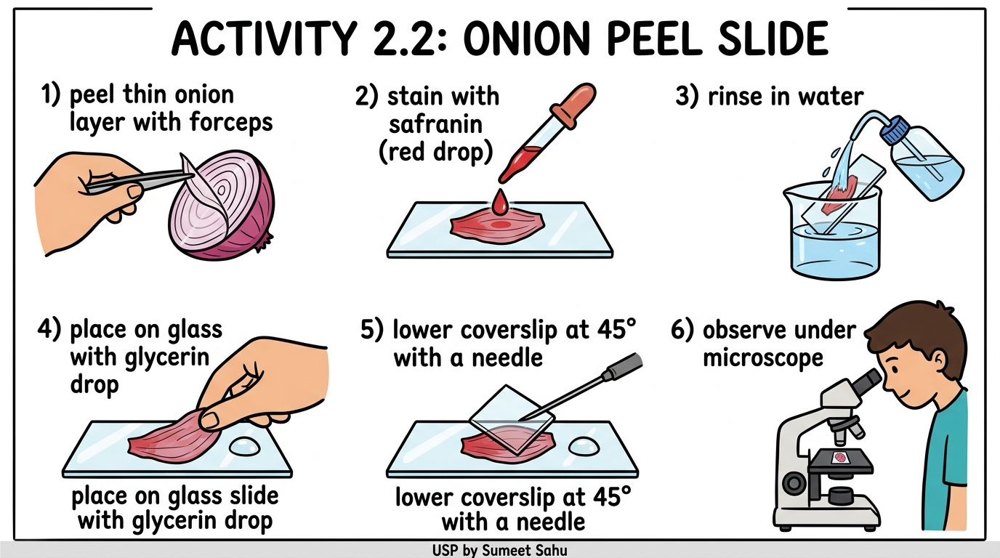 ACTIVITY 2.2: ONION PEEL SLIDE
1) peel thin onion
layer with forceps
2) stain with
safranin
(red drop)
3) rinse in water
4) place on glass
with glycerin
drop
place on glass slide
with glycerin drop
5) lower coverslip at 45°
with a needle
lower coverslip at 45°
with a needle
6) observe under
microscope
USP by Sumeet Sahu